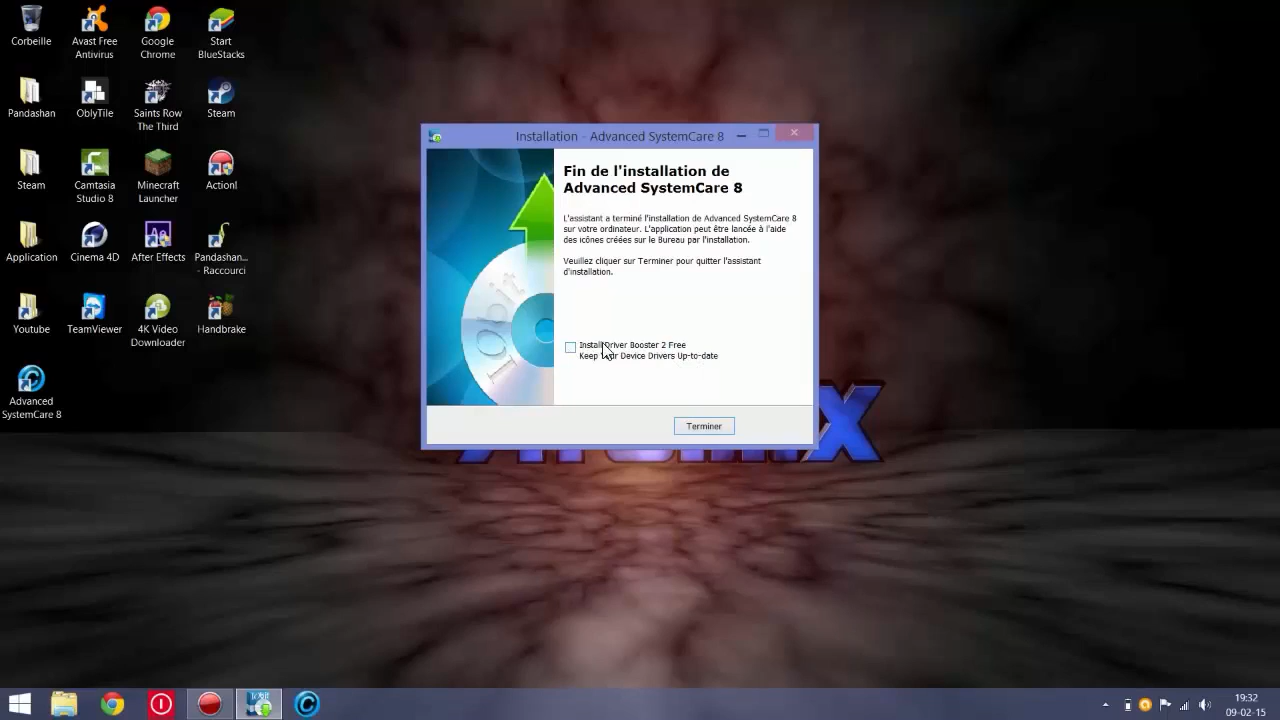 Corbeille
Avast Free
Antivirus
Google
Chrome
Start
BlueStacks
Pandashan
OblyTile
Saints Row
The Third
Steam
Steam
Camtasia
Studio 8
Minecraft
Launcher
Action!
Application
Cinema 4D
After Effects
Pandashan...
- Raccourci
Youtube
TeamViewer
4K Video
Downloader
Handbrake
Advanced
SystemCare 8
Installation - Advanced SystemCare 8
Fin de l'installation de
Advanced SystemCare 8
L'assistant a terminé l'installation de Advanced SystemCare 8
sur votre ordinateur. L'application peut être lancée à l'aide
des icônes créées sur le Bureau par l'installation.
Veuillez cliquer sur Terminer pour quitter l'assistant
d'installation.
IObit
Install Driver Booster 2 Free
Keep Your Device Drivers Up-to-date
Terminer
19:32
09-02-15